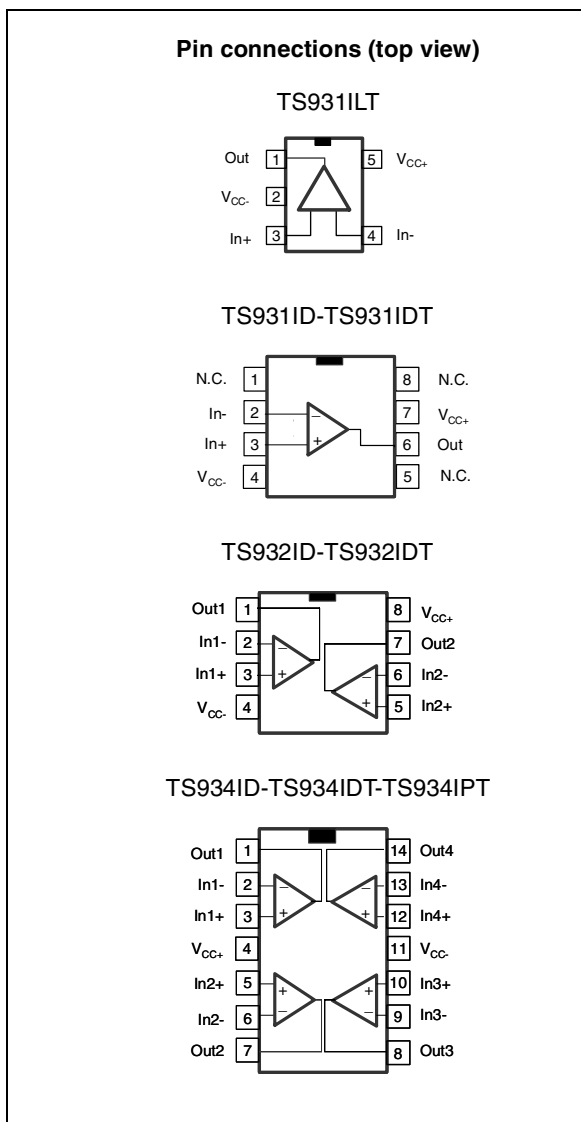 Pin connections (top view)
TS931ILT
Out 1 5 VCC+
VCC- 2
In+ 3 4 In-
TS931ID-TS931IDT
N.C. 1 8 N.C.
In- 2 − 7 VCC+
In+ 3 + 6 Out
VCC- 4 5 N.C.
TS932ID-TS932IDT
Out1 1 8 VCC+
In1- 2 − 7 Out2
In1+ 3 + − 6 In2-
VCC- 4 + 5 In2+
TS934ID-TS934IDT-TS934IPT
Out1 1 14 Out4
In1- 2 − − 13 In4-
In1+ 3 + + 12 In4+
VCC+ 4 11 VCC-
In2+ 5 + + 10 In3+
In2- 6 − − 9 In3-
Out2 7 8 Out3